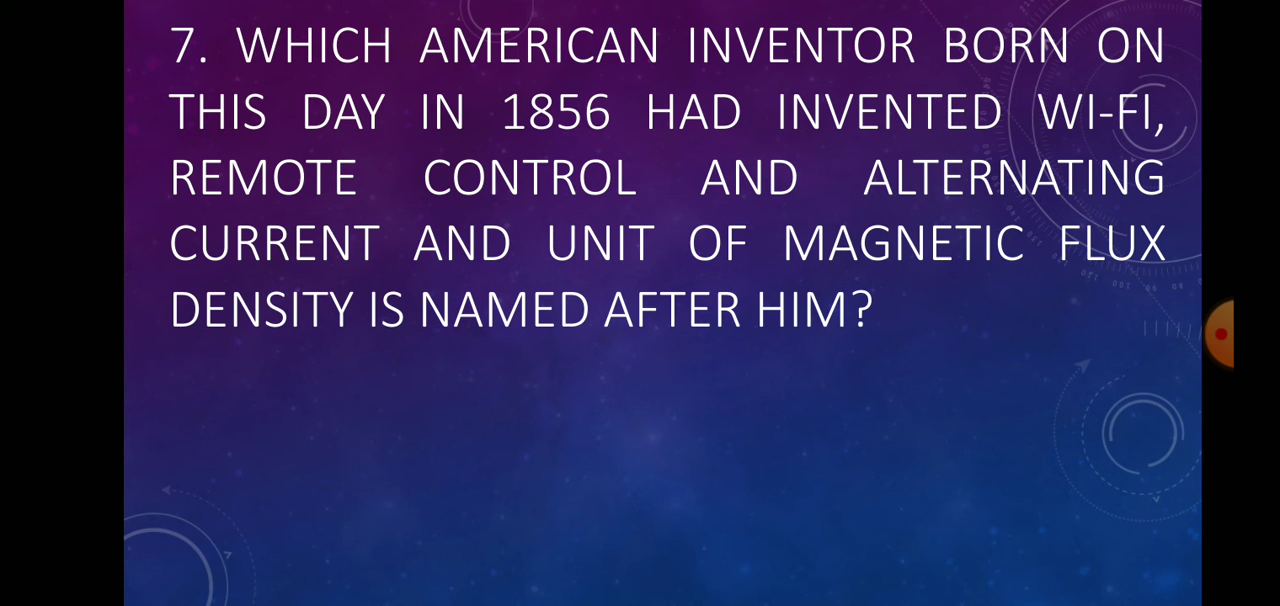 7. WHICH AMERICAN INVENTOR BORN ON
THIS DAY IN 1856 HAD INVENTED WI-FI,
REMOTE CONTROL AND ALTERNATING
CURRENT AND UNIT OF MAGNETIC FLUX
DENSITY IS NAMED AFTER HIM?